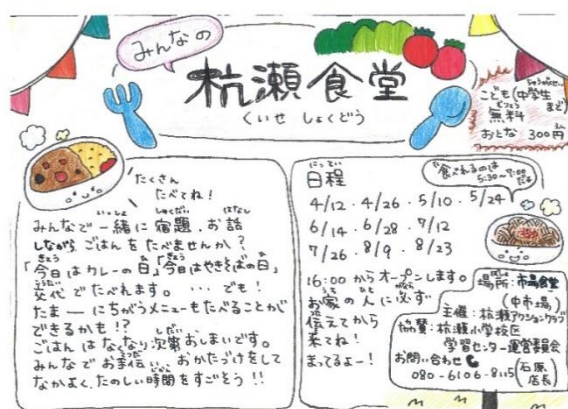 みんなの
杭瀬食堂
くいせ しょくどう
こども(中学生まで)
無料
おとな 300円
たくさん
たべてね!
みんなで一緒に宿題、お話
しながら、ごはんをたべませんか?
「今日はカレーの日」「今日はやきそばの日」
交代でたべれます。…でも!
たま――にちがうメニューもたべることが
できるかも!?
ごはんはなくなり次第おしまいです。
みんなでお手伝い、おかたづけをして
なかよく、たのしい時間をすごそう!!
日程
食べれるのは
5:30~7:00
だよ
4/12 . 4/26 . 5/10 . 5/24
6/14 . 6/28 . 7/12
7/26 . 8/9 . 8/23
16:00からオープンします。
お家の人に必ず
伝えてから
来てね!
まってるよー!
場所:市場食堂
(中市場)
主催:杭瀬アクションクラブ
協賛:杭瀬小学校区
学習センター運営委員会
お問い合わせ
080-6106-8115(石原店長)